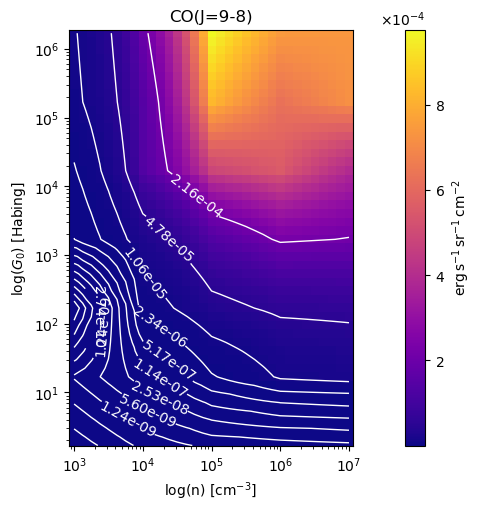 CO(J=9-8)
×10⁻⁴
10⁶
10⁵
10⁴
10³
10²
10¹
log(G₀) [Habing]
2.16e-04
4.78e-05
1.06e-05
2.34e-06
5.17e-07
1.14e-07
2.53e-08
5.60e-09
1.24e-09
10³
10⁴
10⁵
10⁶
10⁷
log(n) [cm⁻³]
8
6
4
2
erg s⁻¹ sr⁻¹ cm⁻²